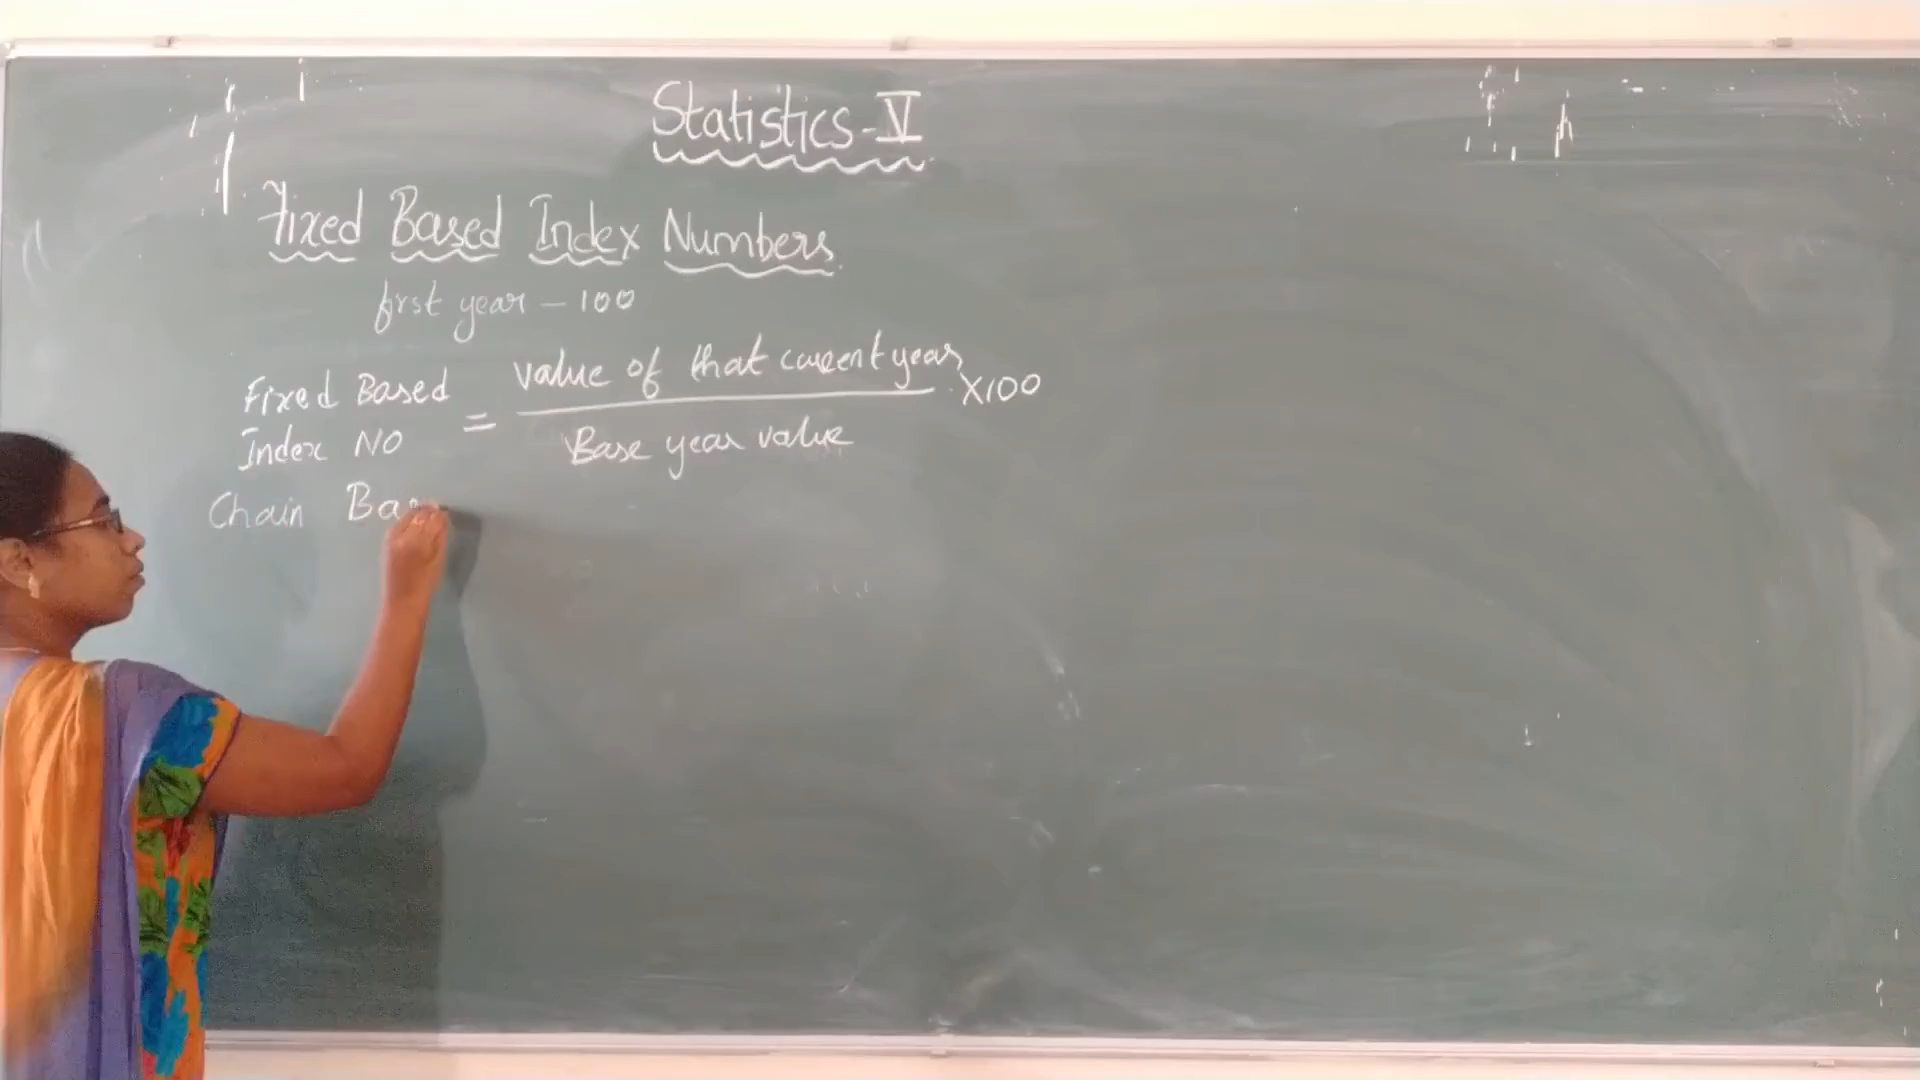 Statistics-V
Fixed Based Index Numbers
first year - 100
Fixed Based Index No = value of that current year / Base year value × 100
Chain Bas